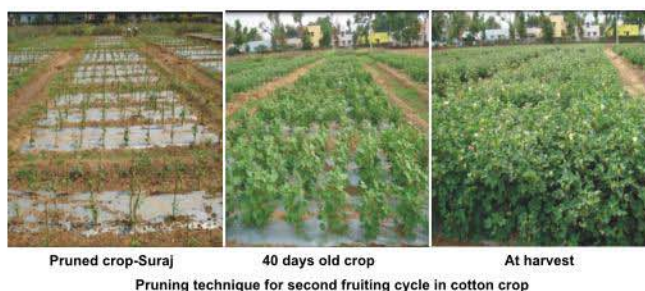 Pruned crop-Suraj
40 days old crop
At harvest
Pruning technique for second fruiting cycle in cotton crop